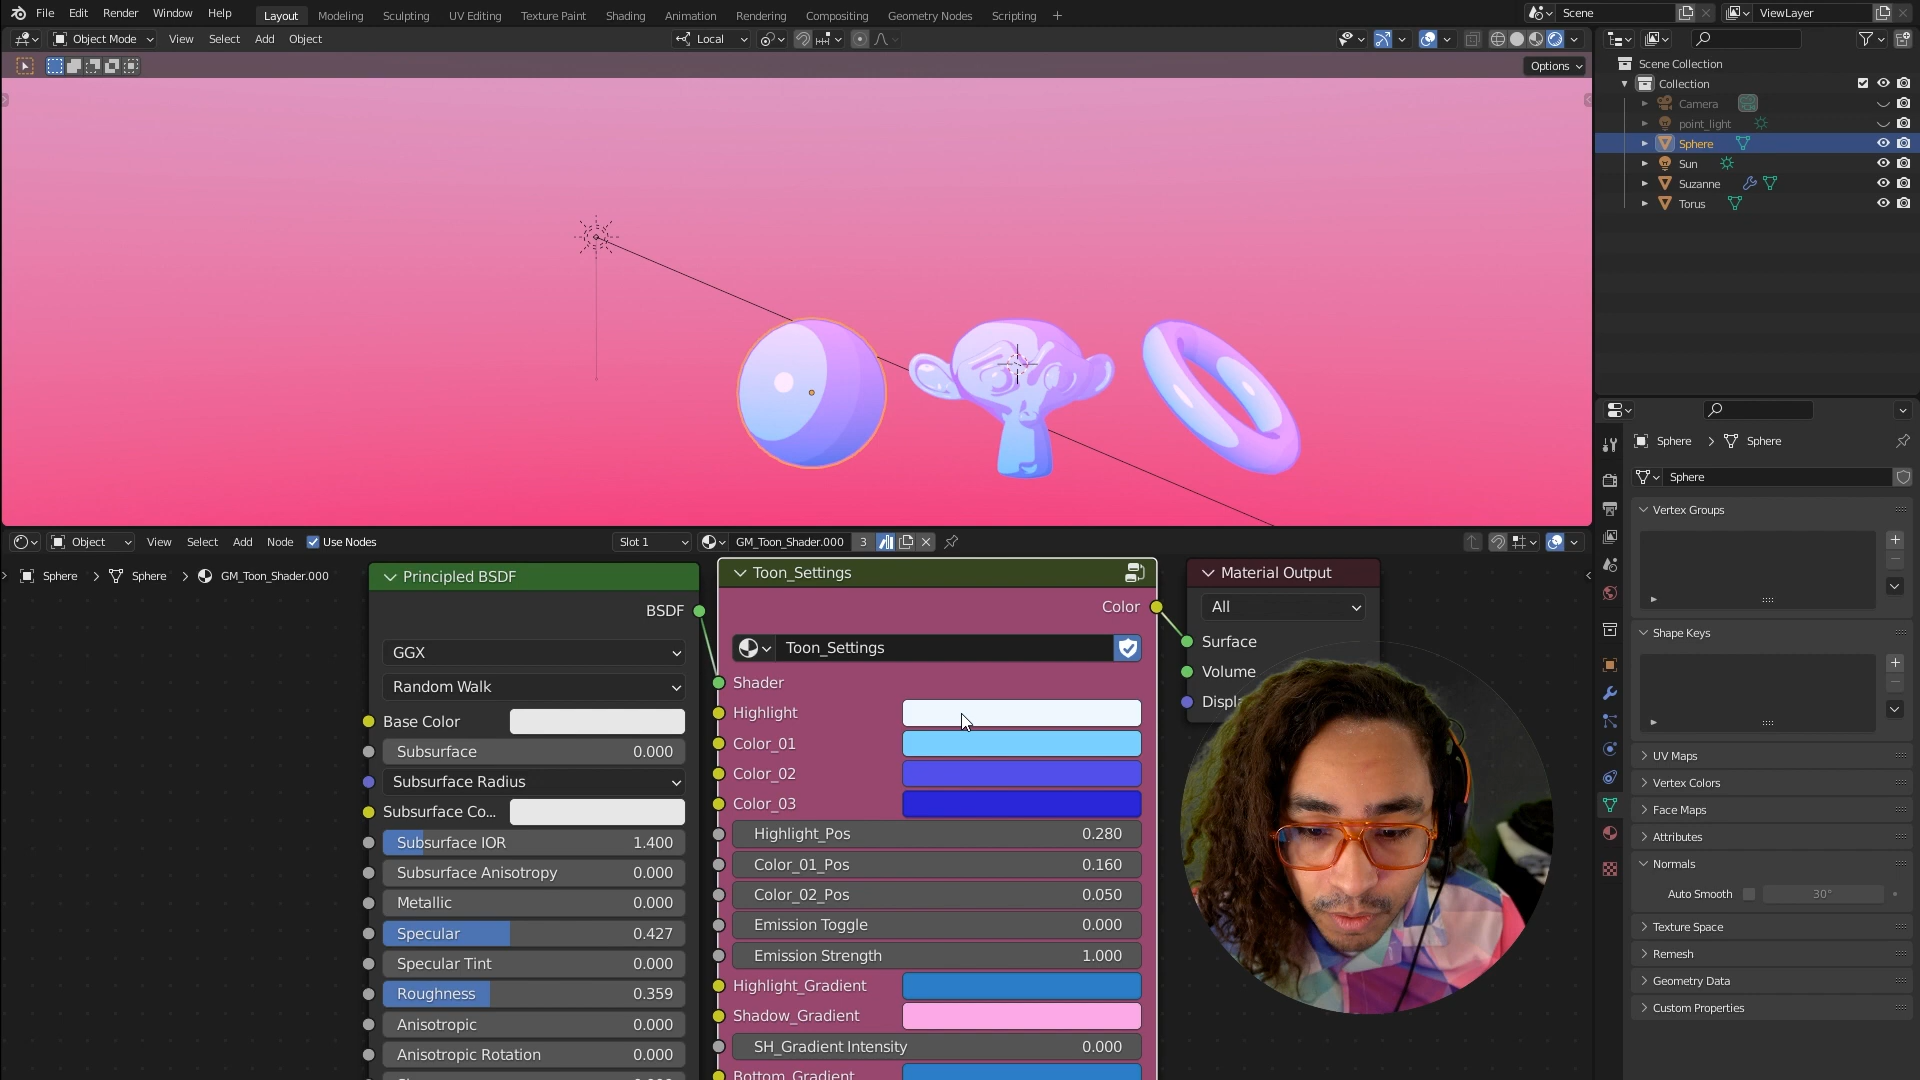 File Edit Render Window Help Layout Modeling Sculpting UV Editing Texture Paint Shading Animation Rendering Compositing Geometry Nodes Scripting + Scene ViewLayer
Object Mode View Select Add Object Local
Options
Scene Collection
Collection
Camera
point_light
Sphere
Sun
Suzanne
Torus
Sphere > Sphere
Sphere
Vertex Groups
Shape Keys
UV Maps
Vertex Colors
Face Maps
Attributes
Normals
Auto Smooth 30°
Texture Space
Remesh
Geometry Data
Custom Properties
Object View Select Add Node Use Nodes Slot 1 GM_Toon_Shader.000 3
Sphere > Sphere > GM_Toon_Shader.000
Principled BSDF
BSDF
GGX
Random Walk
Base Color
Subsurface 0.000
Subsurface Radius
Subsurface Co...
Subsurface IOR 1.400
Subsurface Anisotropy 0.000
Metallic 0.000
Specular 0.427
Specular Tint 0.000
Roughness 0.359
Anisotropic 0.000
Anisotropic Rotation 0.000
Toon_Settings
Color
Toon_Settings
Shader
Highlight
Color_01
Color_02
Color_03
Highlight_Pos 0.280
Color_01_Pos 0.160
Color_02_Pos 0.050
Emission Toggle 0.000
Emission Strength 1.000
Highlight_Gradient
Shadow_Gradient
SH_Gradient Intensity 0.000
Bottom_Gradient
Material Output
All
Surface
Volume
Displa